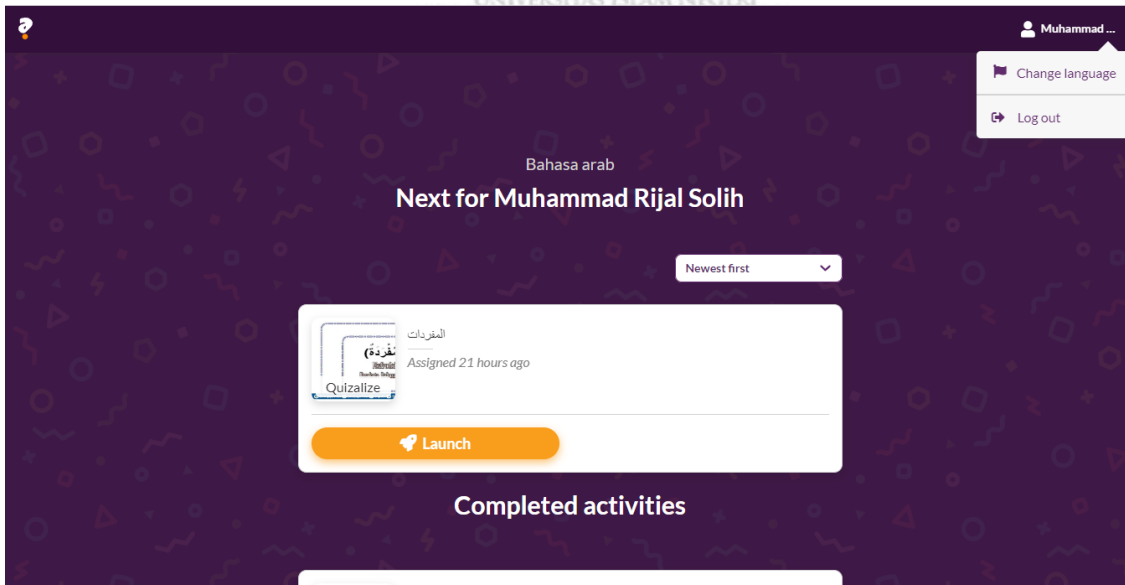 Muhammad ...
Change language
Log out
Bahasa arab
Next for Muhammad Rijal Solih
Newest first
المفردات
Assigned 21 hours ago
Quizalize
Launch
Completed activities